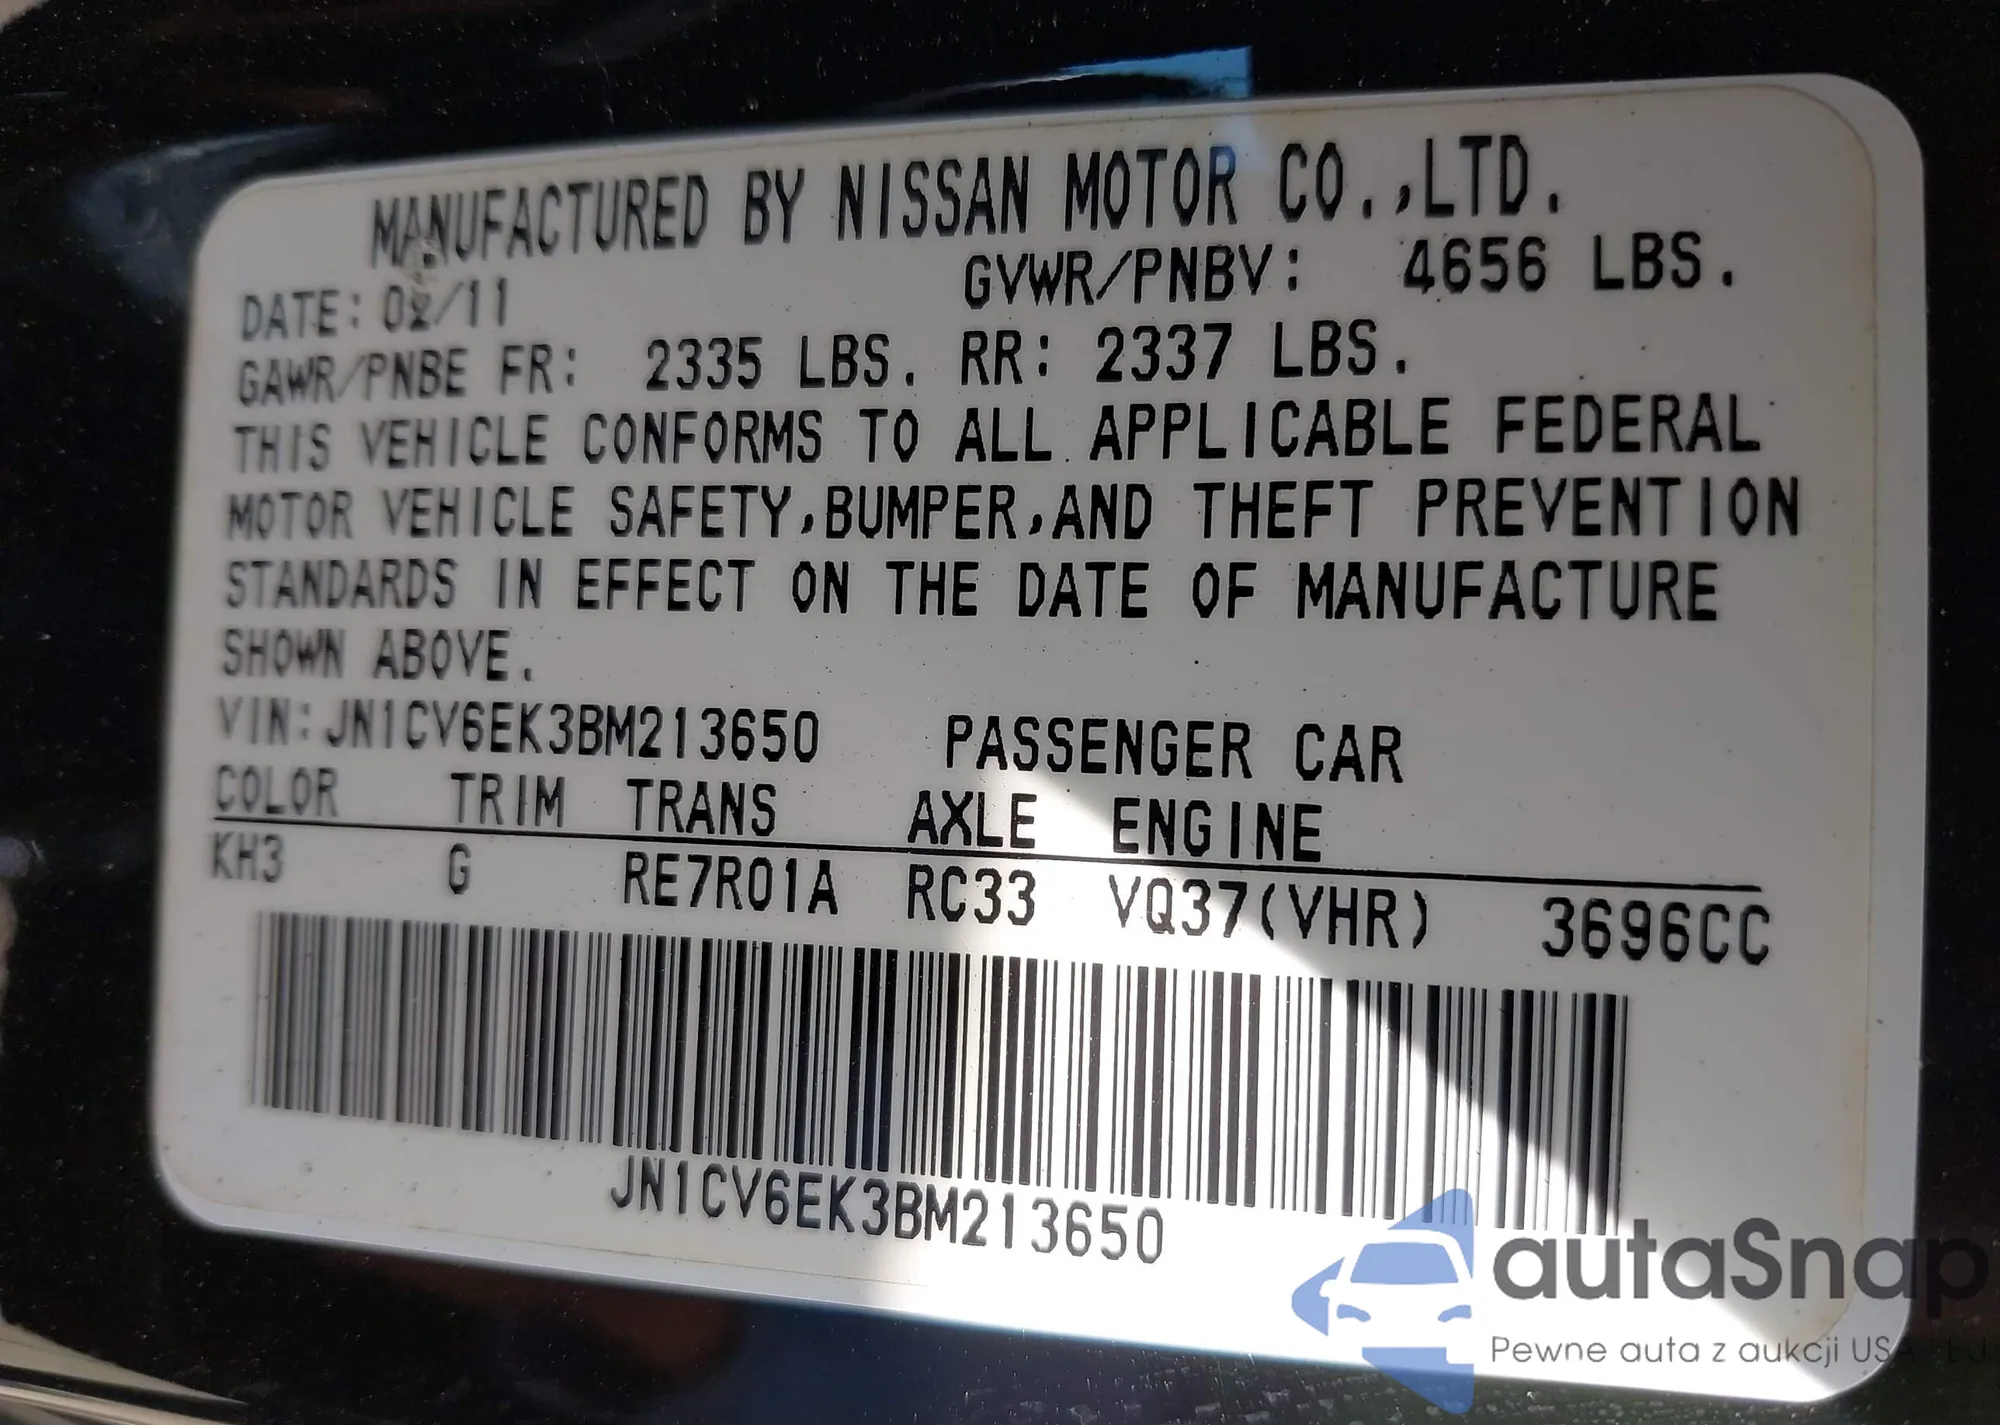 MANUFACTURED BY NISSAN MOTOR CO.,LTD.
DATE: 02/11 GVWR/PNBV: 4656 LBS.
GAWR/PNBE FR: 2335 LBS. RR: 2337 LBS.
THIS VEHICLE CONFORMS TO ALL APPLICABLE FEDERAL
MOTOR VEHICLE SAFETY,BUMPER,AND THEFT PREVENTION
STANDARDS IN EFFECT ON THE DATE OF MANUFACTURE
SHOWN ABOVE.
VIN:JN1CV6EK3BM213650 PASSENGER CAR
COLOR TRIM TRANS AXLE ENGINE
KH3 G RE7R01A RC33 VQ37(VHR) 3696CC
JN1CV6EK3BM213650
autaSnap
Pewne auta z aukcji USA